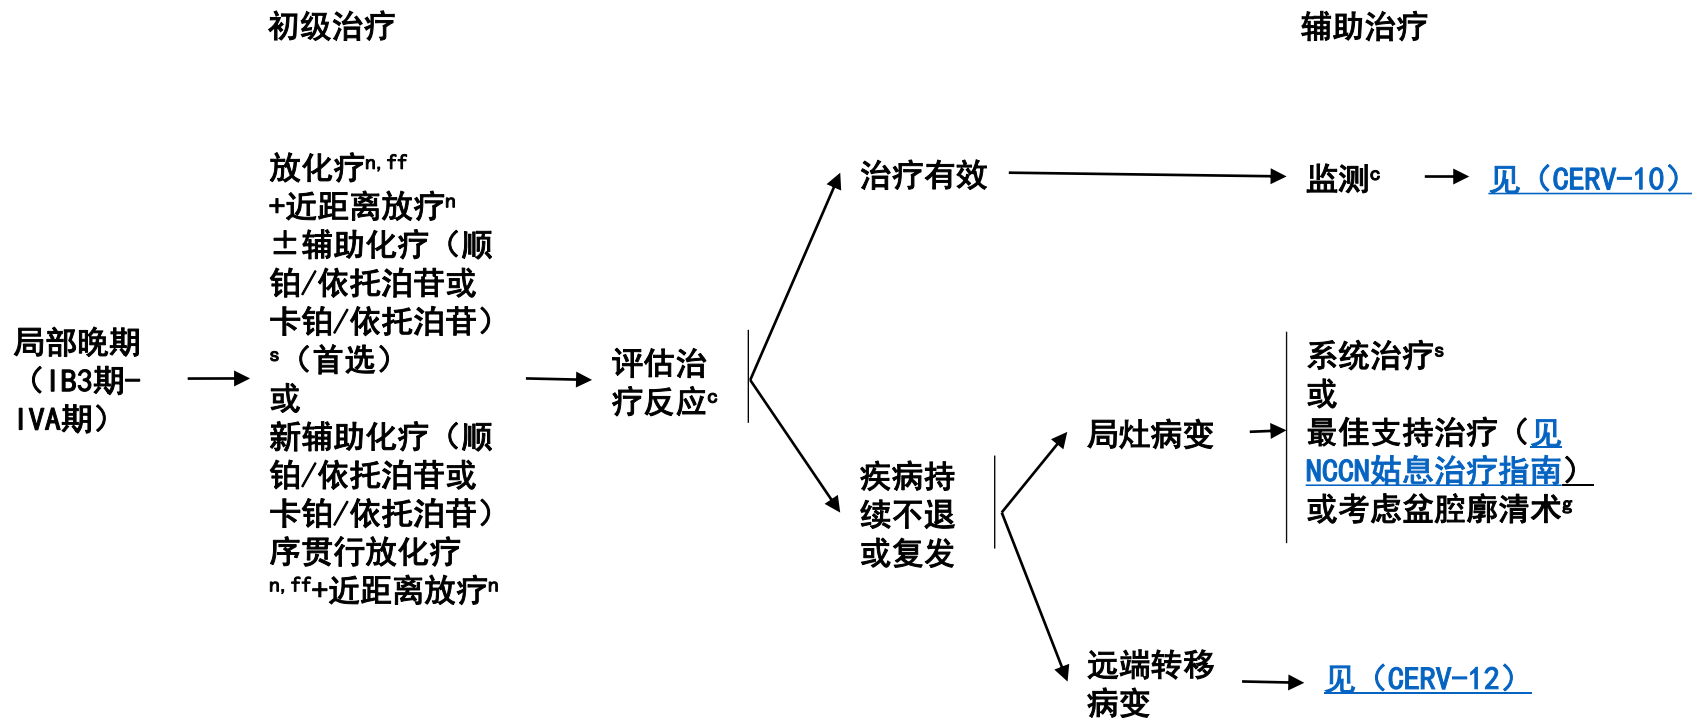 初级治疗
辅助治疗
局部晚期
（IB3期-
IVA期）
放化疗n,ff
+近距离放疗n
±辅助化疗（顺
铂/依托泊苷或
卡铂/依托泊苷）
s（首选）
或
新辅助化疗（顺
铂/依托泊苷或
卡铂/依托泊苷）
序贯行放化疗
n,ff+近距离放疗n
评估治
疗反应c
治疗有效
监测c
见（CERV-10）
疾病持
续不退
或复发
局灶病变
系统治疗s
或
最佳支持治疗（见
NCCN姑息治疗指南）
或考虑盆腔廓清术g
远端转移
病变
见（CERV-12）